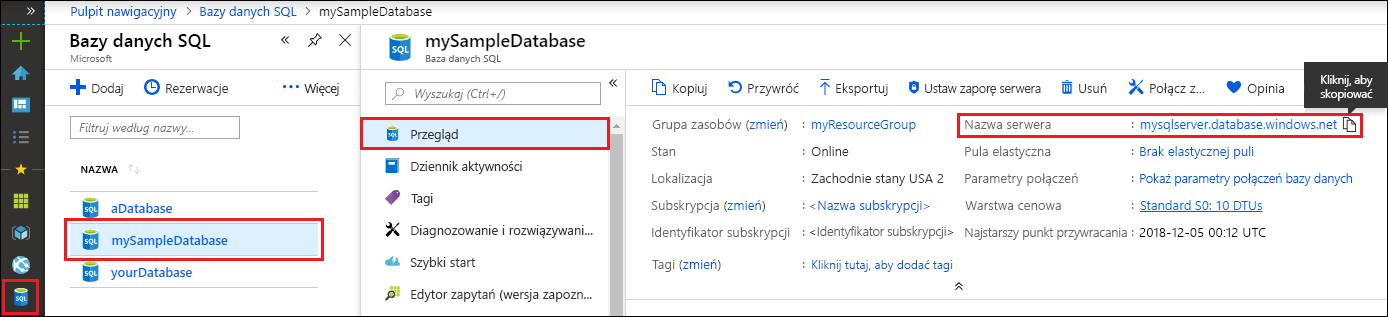 Pulpit nawigacyjny > Bazy danych SQL > mySampleDatabase
Bazy danych SQL
Microsoft
Dodaj Rezerwacje ··· Więcej
Filtruj według nazwy...
NAZWA
aDatabase
mySampleDatabase
yourDatabase
mySampleDatabase
Baza danych SQL
Wyszukaj (Ctrl+/)
Przegląd
Dziennik aktywności
Tagi
Diagnozowanie i rozwiązywani...
Szybki start
Edytor zapytań (wersja zapozn...
Kopiuj Przywróć Eksportuj Ustaw zaporę serwera Usuń Połącz z... Opinia
Kliknij, aby
skopiować
Grupa zasobów (zmień) : myResourceGroup
Stan : Online
Lokalizacja : Zachodnie stany USA 2
Subskrypcja (zmień) : <Nazwa subskrypcji>
Identyfikator subskrypcji : <Identyfikator subskrypcji>
Tagi (zmień) : Kliknij tutaj, aby dodać tagi
Nazwa serwera : mysqlserver.database.windows.net
Pula elastyczna : Brak elastycznej puli
Parametry połączeń : Pokaż parametry połączeń bazy danych
Warstwa cenowa : Standard S0: 10 DTUs
Najstarszy punkt przywracania : 2018-12-05 00:12 UTC